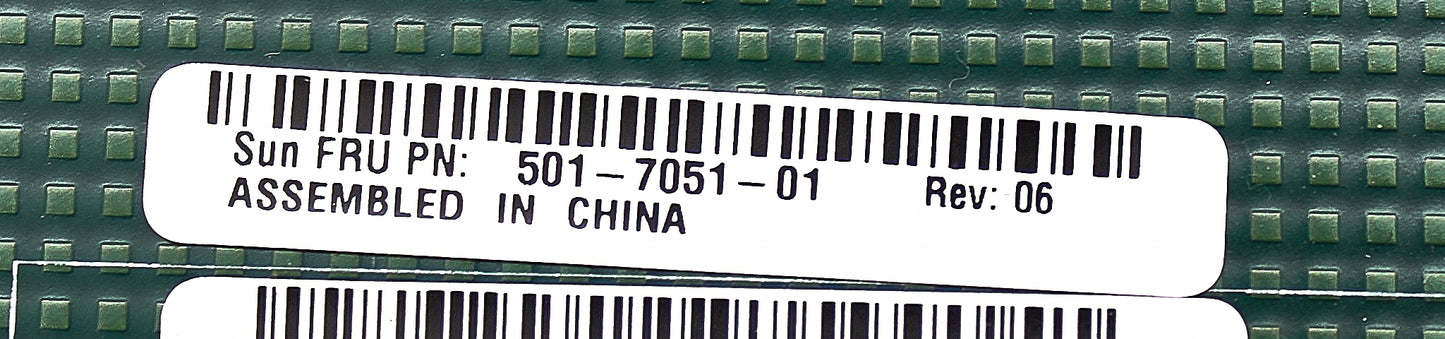 Sun FRU PN: 501-7051-01 Rev: 06
ASSEMBLED IN CHINA